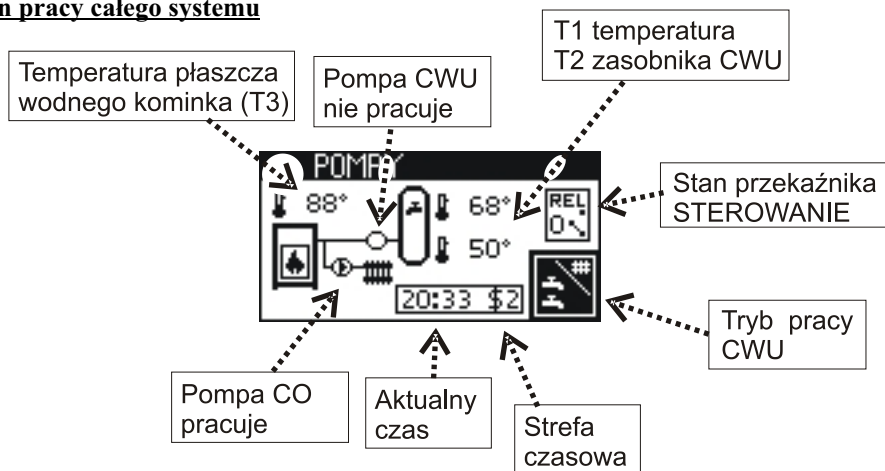 n pracy całego systemu
T1 temperatura
T2 zasobnika CWU
Temperatura płaszcza
wodnego kominka (T3)
Pompa CWU
nie pracuje
POMPY
88°
68°
REL
0
50°
20:33 $2
Stan przekaźnika
STEROWANIE
Tryb pracy
CWU
Pompa CO
pracuje
Aktualny
czas
Strefa
czasowa